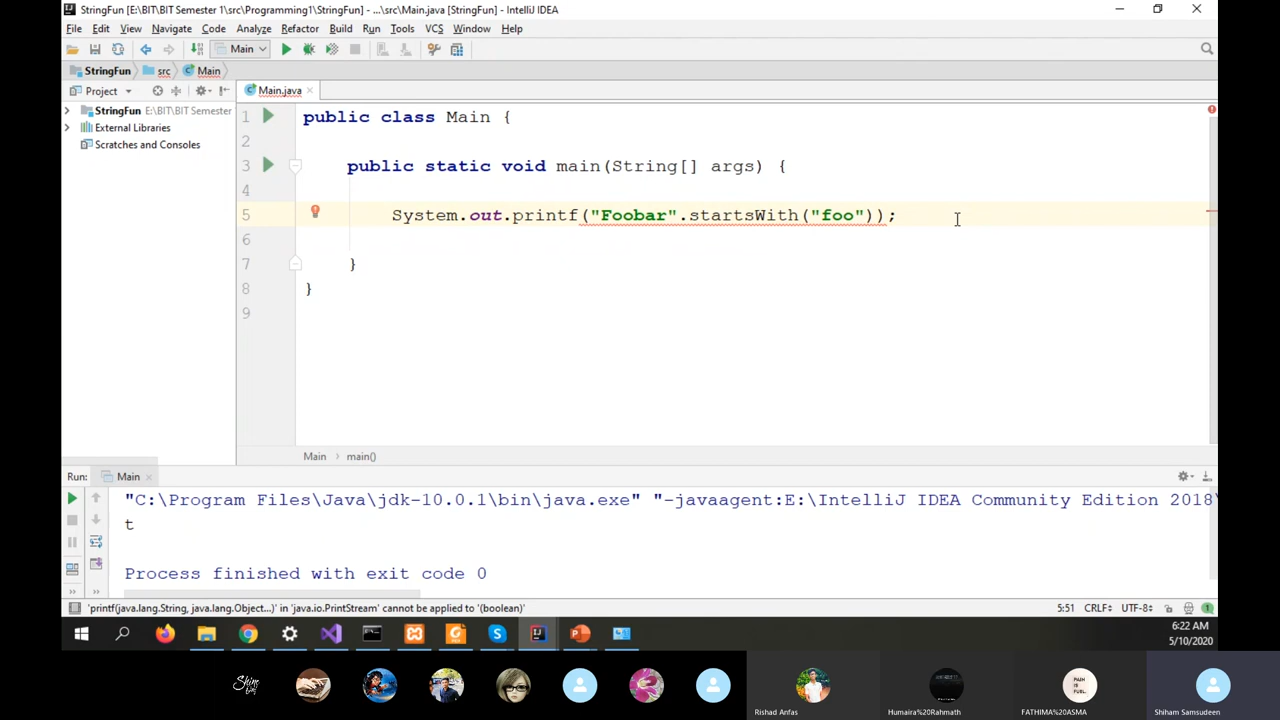 StringFun [E:\BIT\BIT Semester 1\src\Programming1\StringFun] - ...\src\Main.java [StringFun] - IntelliJ IDEA
File Edit View Navigate Code Analyze Refactor Build Run Tools VCS Window Help
Main
StringFun src Main
Project Main.java
StringFun E:\BIT\BIT Semester
External Libraries
Scratches and Consoles
1 public class Main {
2
3 public static void main(String[] args) {
4
5 System.out.printf("Foobar".startsWith("foo"));
6
7 }
8 }
9
Main main()
Run: Main
"C:\Program Files\Java\jdk-10.0.1\bin\java.exe" "-javaagent:E:\IntelliJ IDEA Community Edition 2018\
t
Process finished with exit code 0
'printf(java.lang.String, java.lang.Object...)' in 'java.io.PrintStream' cannot be applied to '(boolean)' 5:51 CRLF UTF-8 1
6:22 AM
5/10/2020
PAIN IS PUBL.
Rishad Anfas Humaira%20Rahmath FATHIMA%20ASMA Shiham Samsudeen